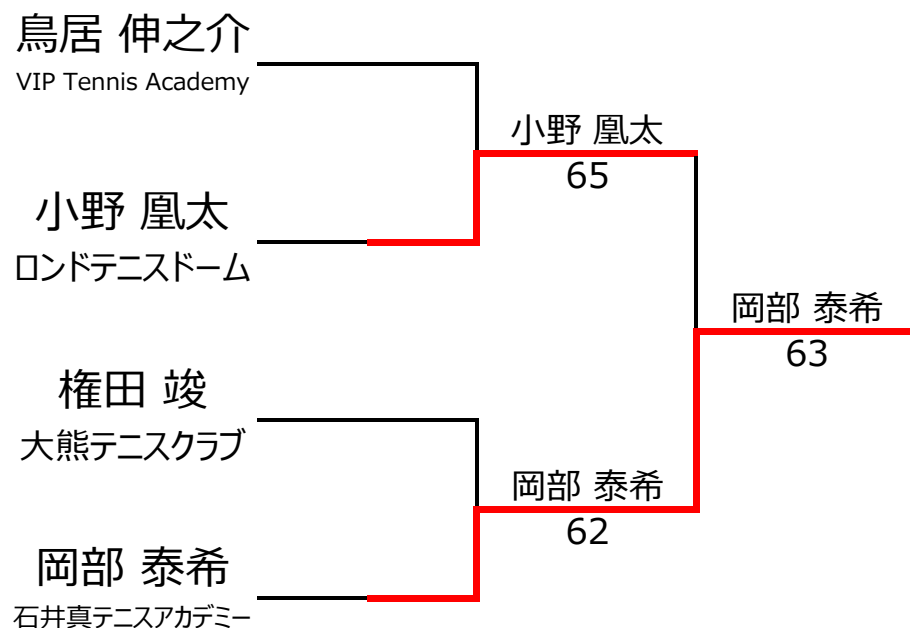 鳥居 伸之介
VIP Tennis Academy
小野 凰太
65
小野 凰太
ロンドテニスドーム
岡部 泰希
63
権田 竣
大熊テニスクラブ
岡部 泰希
62
岡部 泰希
石井真テニスアカデミー